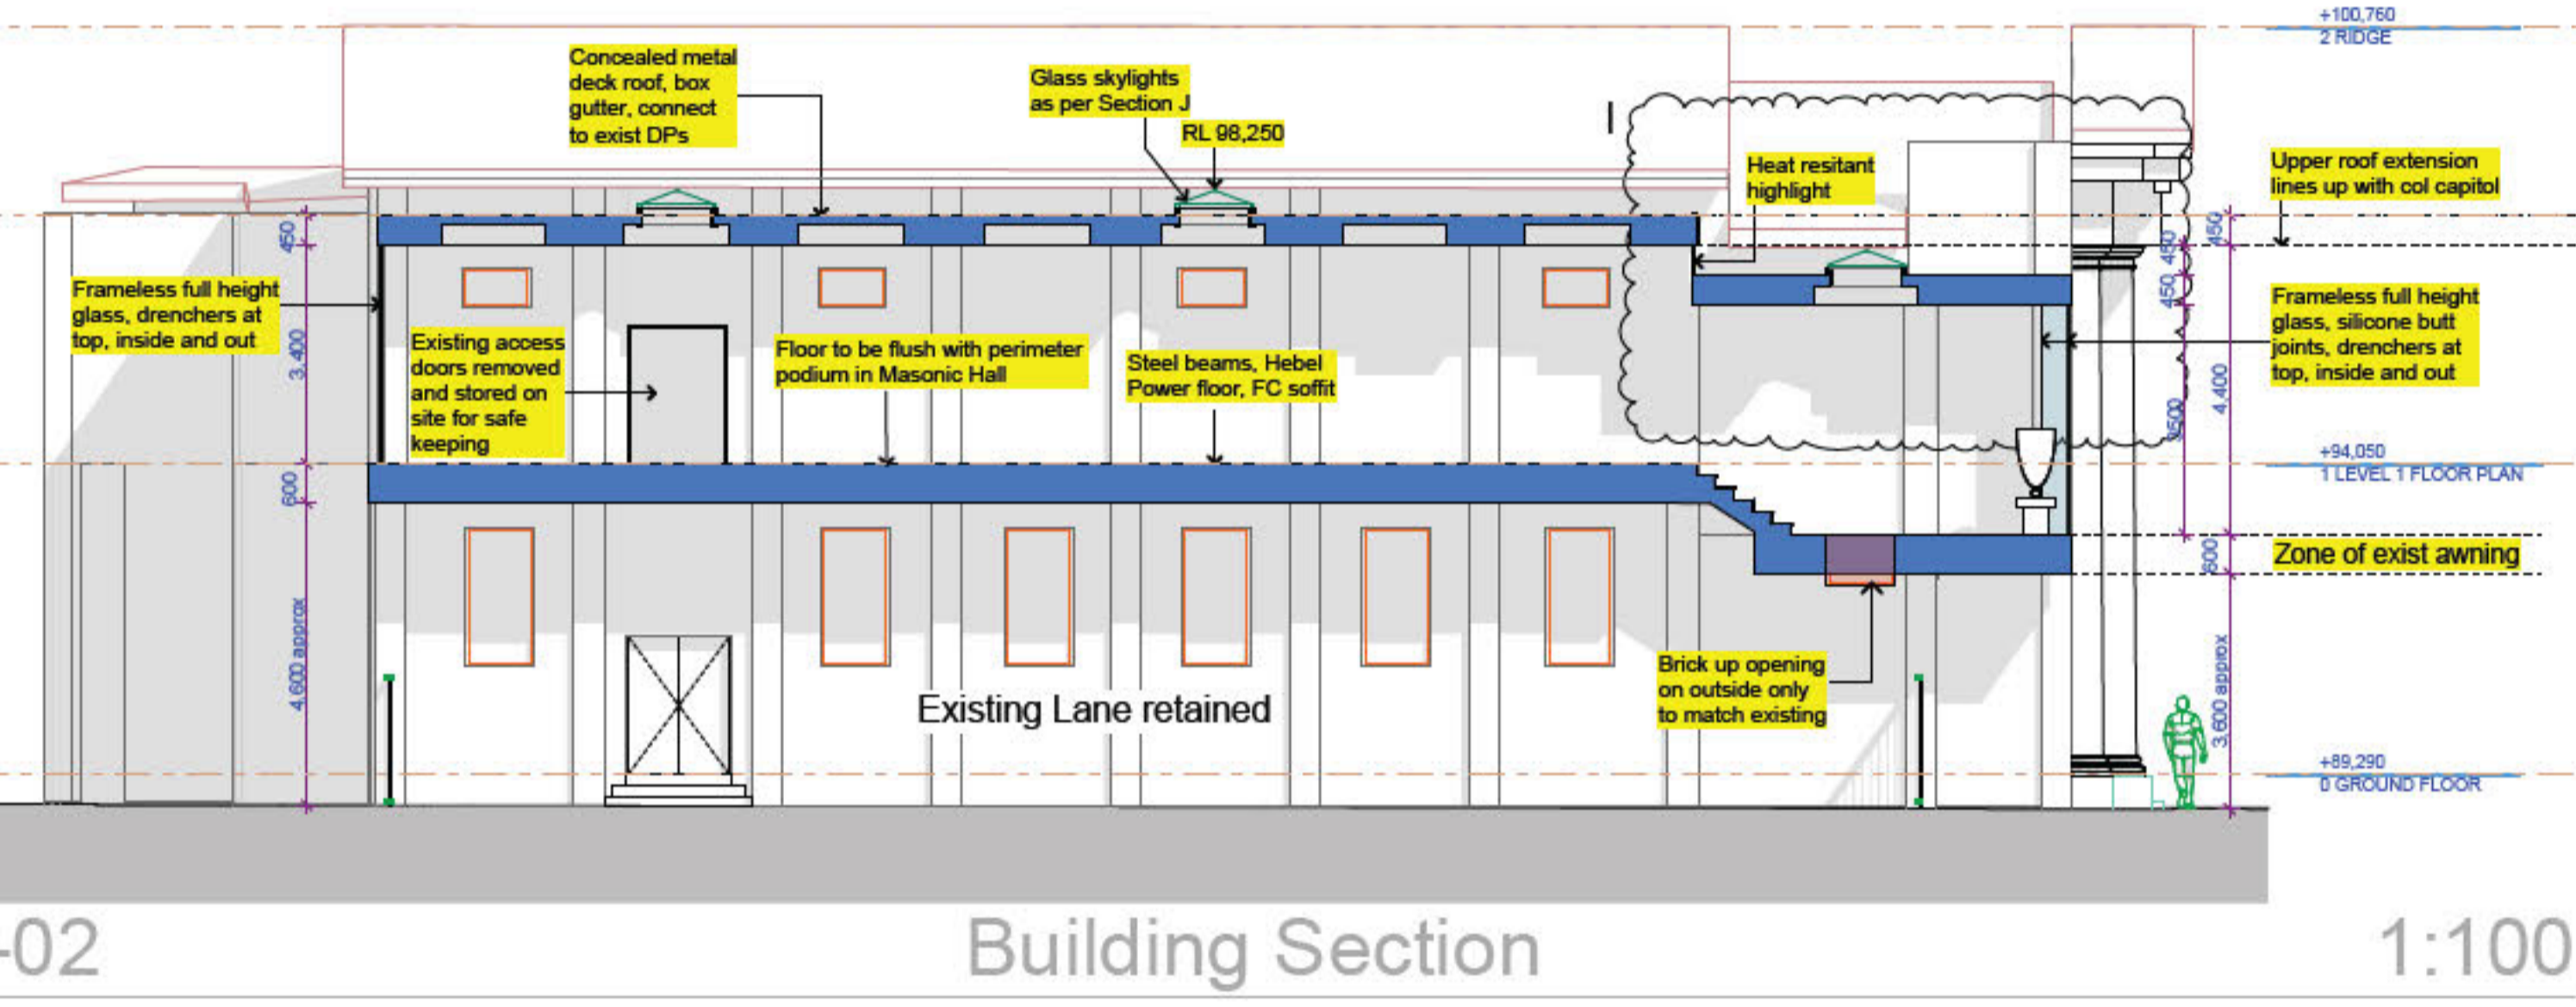 +100,760
2 RIDGE
Concealed metal
deck roof, box
gutter, connect
to exist DPs
Glass skylights
as per Section J
RL 98,250
Heat resitant
highlight
Upper roof extension
lines up with col capitol
450
450
450
450
Frameless full height
glass, drenchers at
top, inside and out
3,400
Existing access
doors removed
and stored on
site for safe
keeping
Floor to be flush with perimeter
podium in Masonic Hall
Steel beams, Hebel
Power floor, FC soffit
Frameless full height
glass, silicone butt
joints, drenchers at
top, inside and out
3500
4,400
+94,050
1 LEVEL 1 FLOOR PLAN
600
600
Zone of exist awning
4,600 approx
Existing Lane retained
Brick up opening
on outside only
to match existing
3,600 approx
+89,290
0 GROUND FLOOR
-02
Building Section
1:100